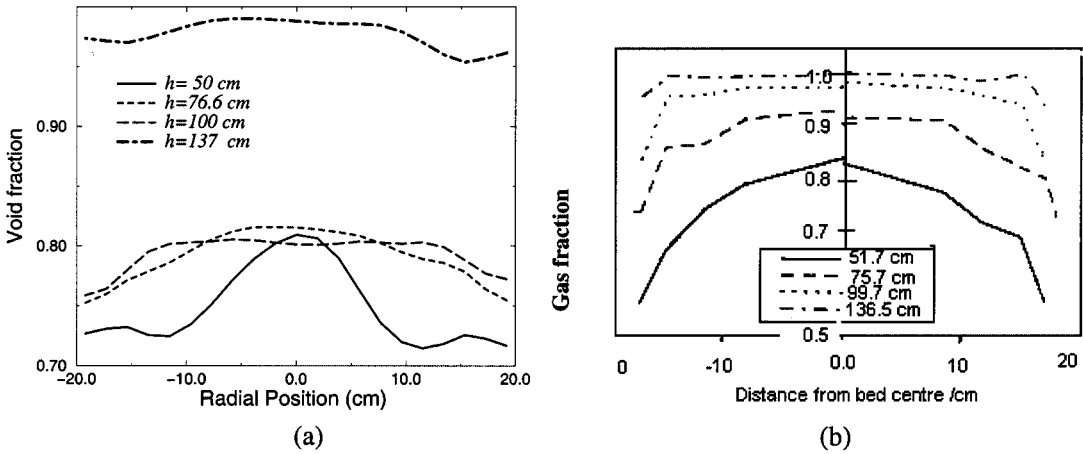 (a)
1.00
0.90
0.80
0.70
Void fraction
h= 50 cm
h=76.6 cm
h=100 cm
h=137 cm
-20.0
-10.0
0.0
10.0
20.0
Radial Position (cm)
(a)
Gas fraction
1.0
0.9
0.8
0.7
0.5
51.7 cm
75.7 cm
99.7 cm
136.5 cm
0
-10
0.0
10
20
Distance from bed centre /cm
(b)